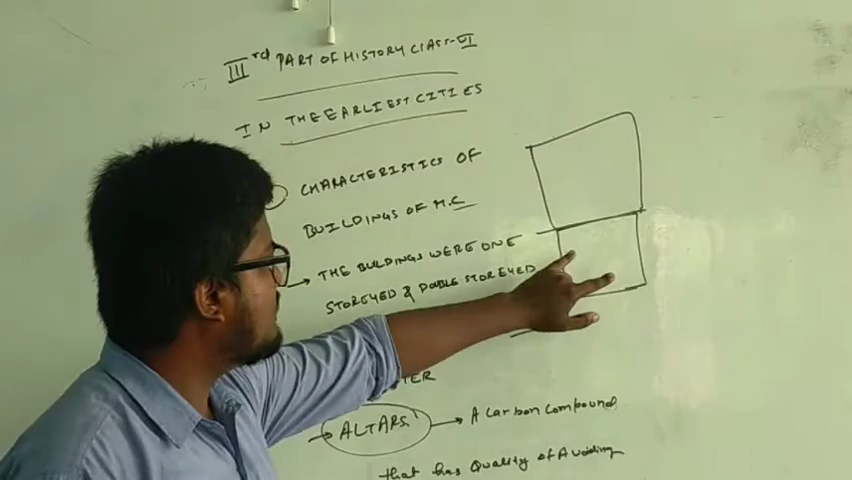 IIIrd PART OF HISTORY CLASS-VI
IN THE EARLIEST CITIES
CHARACTERISTICS OF
BUILDINGS OF M.C
→ THE BUILDINGS WERE ONE
STOREYED & DOUBLE STOREYED
TER
→ ALTARS → A Carbon Compound
that has Quality of Avoiding